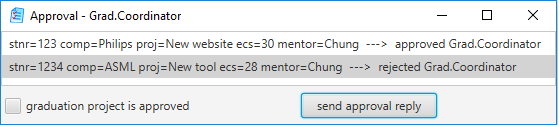 Approval - Grad.Coordinator
stnr=123 comp=Philips proj=New website ecs=30 mentor=Chung ---> approved Grad.Coordinator
stnr=1234 comp=ASML proj=New tool ecs=28 mentor=Chung ---> rejected Grad.Coordinator
graduation project is approved
send approval reply